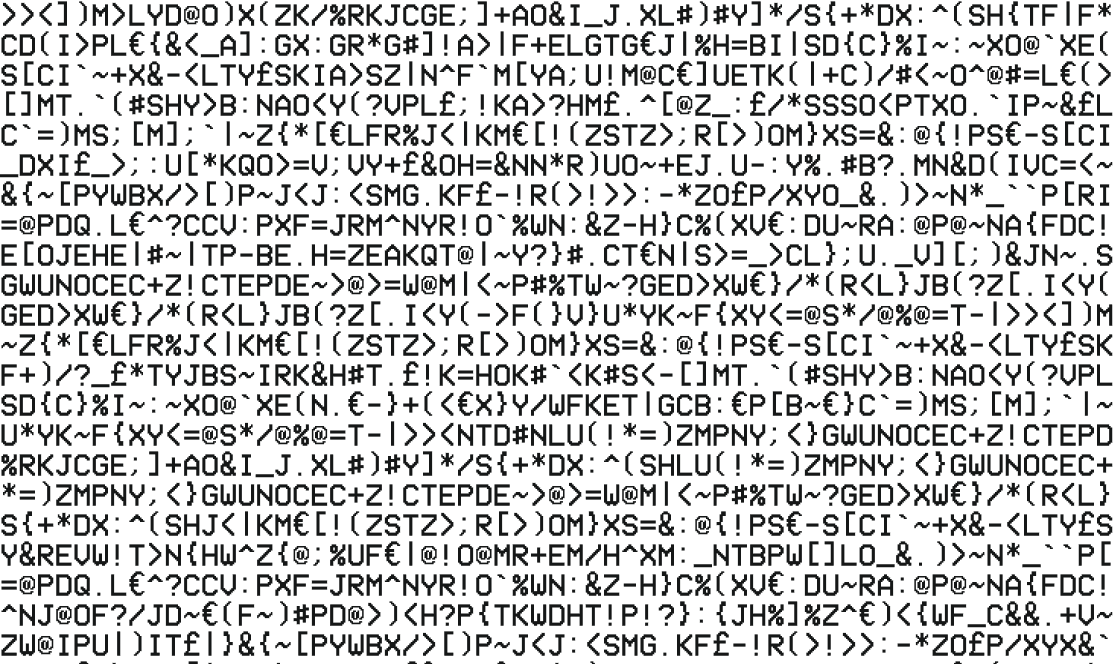 >><])M>LYD@O)X(ZK/%RKJCGE;]+AO&I_J.XL#)#Y]*/S{+*DX:^(SH{TF|F*
CD(I>PL€{&<_A]:GX:GR*G#]!A>|F+ELGTG€J|%H=BI|SD{C}%I~:~XO@`XE(
S[CI`~+X&-<LTY£SKIA>SZ|N^F`M[YA;U!M@C€]UETK(|+C)/#<~O^@#=L€(>
[]MT.`(#SHY>B:NAO<Y(?VPL£;!KA>?HM£.^[@Z_:£/*SSSO<PTXO.`IP~&£L
C`=)MS;[M];`|~Z{*[€LFR%J<|KM€[!(ZSTZ>;R[>)OM}XS=&:@{!PS€-S[CI
_DXI£_>;:U[*KQO>=V;VY+£&OH=&NN*R)UO~+EJ.U-:Y%.#B?.MN&D(IVC=<~
&{~[PYWBX/>[)P~J<J:<SMG.KF£-!R(>!>>:-*ZO£P/XYO_&.)>~N*_``P[RI
=@PDQ.L€^?CCV:PXF=JRM^NYR!O`%WN:&Z-H}C%(XV€:DU~RA:@P@~NA{FDC!
E[OJEHE|#~|TP-BE.H=ZEAKQT@|~Y?}#.CT€N|S>=_>CL};U._V][;)&JN~.S
GWUNOCEC+Z!CTEPDE~>@>=W@M|<~P#%TW~?GED>XW€}/*(R<L}JB(?Z[.I<Y(
GED>XW€}/*(R<L}JB(?Z[.I<Y(->F(}V}U*YK~F{XY<=@S*/@%@=T-|>><])M
~Z{*[€LFR%J<|KM€[!(ZSTZ>;R[>)OM}XS=&:@{!PS€-S[CI`~+X&-<LTY£SK
F+)/?_£*TYJBS~IRK&H#T.£!K=HOK#`<K#S<-[]MT.`(#SHY>B:NAO<Y(?VPL
SD{C}%I~:~XO@`XE(N.€-}+(<€X}Y/WFKET|GCB:€P[B~€}C`=)MS;[M];`|~
U*YK~F{XY<=@S*/@%@=T-|>><NTD#NLU(!*=)ZMPNY;<}GWUNOCEC+Z!CTEPD
%RKJCGE;]+AO&I_J.XL#)#Y]*/S{+*DX:^(SHLU(!*=)ZMPNY;<}GWUNOCEC+
*=)ZMPNY;<}GWUNOCEC+Z!CTEPDE~>@>=W@M|<~P#%TW~?GED>XW€}/*(R<L}
S{+*DX:^(SHJ<|KM€[!(ZSTZ>;R[>)OM}XS=&:@{!PS€-S[CI`~+X&-<LTY£S
Y&REVW!T>N{HW^Z{@;%UF€|@!O@MR+EM/H^XM:_NTBPW[]LO_&.)>~N*_``P[
=@PDQ.L€^?CCV:PXF=JRM^NYR!O`%WN:&Z-H}C%(XV€:DU~RA:@P@~NA{FDC!
^NJ@OF?/JD~€(F~)#PD@>)<H?P{TKWDHT!P!?}:{JH%]%Z^€)<{WF_C&&.+V~
ZW@IPU|)IT£|}&{~[PYWBX/>[)P~J<J:<SMG.KF£-!R(>!>>:-*ZO£P/XYX&`